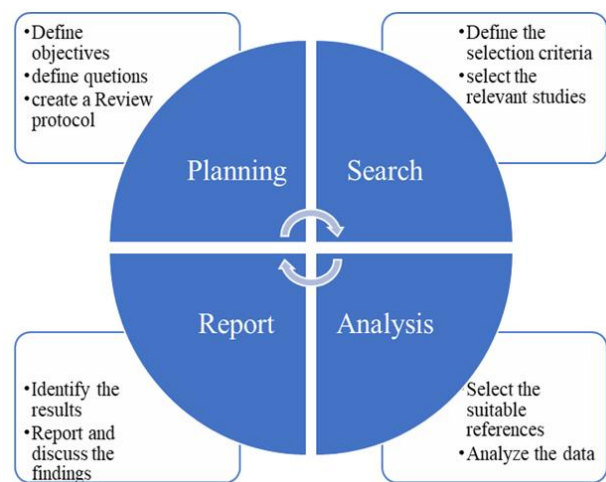 •Define
objectives
•define quetions
•create a Review
protocol
•Define the
selection criteria
•select the
relevant studies
Planning
Search
Report
Analysis
•Identify the
results
•Report and
discuss the
findings
Select the
suitable
references
•Analyze the data